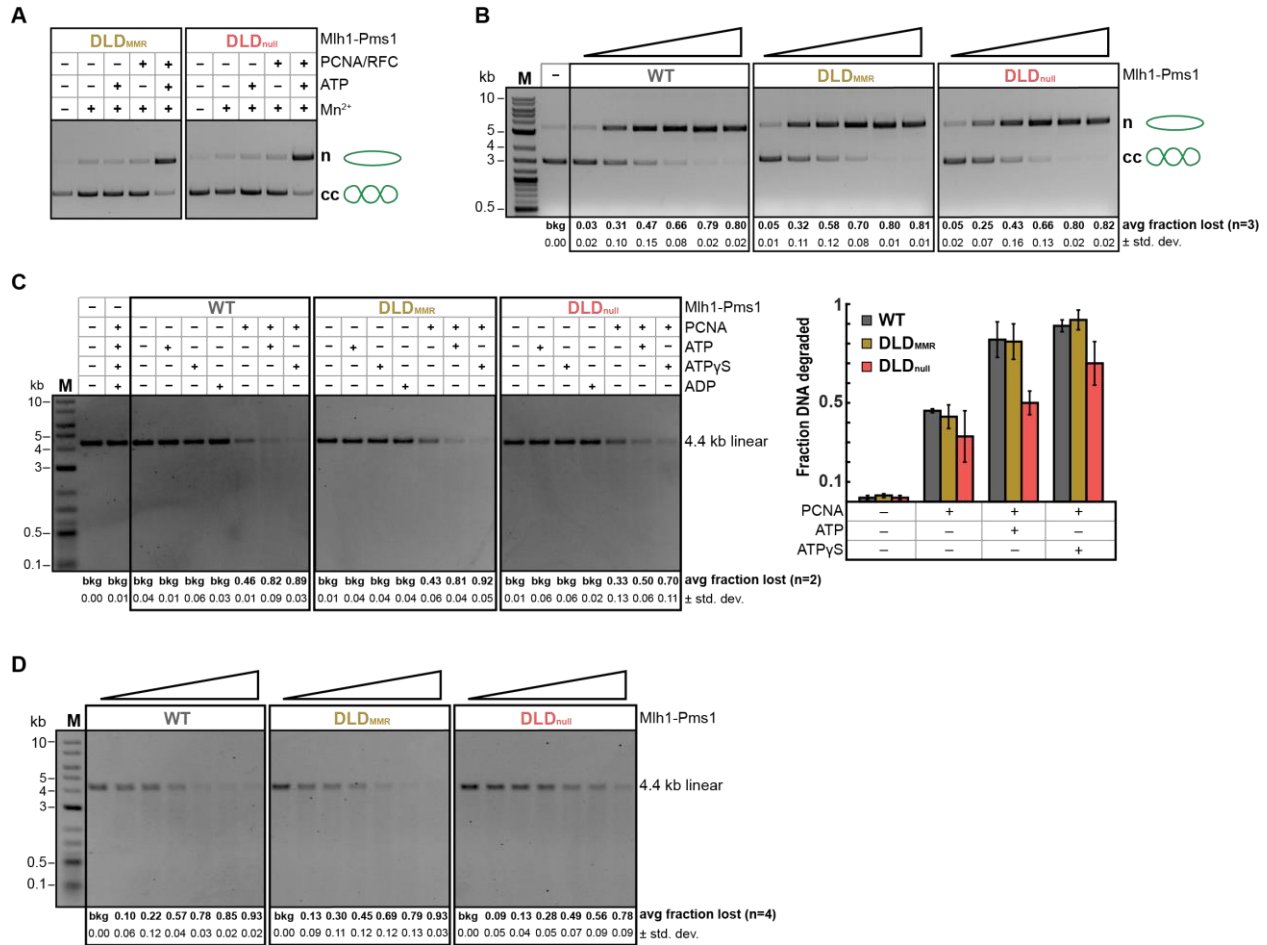 A
DLDMMR DLDnull Mlh1-Pms1
– – – + + – – – + + PCNA/RFC
– – + – + – – + – + ATP
– + + + + – + + + + Mn2+
n
cc
B
kb M – WT DLDMMR DLDnull Mlh1-Pms1
10
5
4
3
0.5
n
cc
bkg 0.03 0.31 0.47 0.66 0.79 0.80 0.05 0.32 0.58 0.70 0.80 0.81 0.05 0.25 0.43 0.66 0.80 0.82 avg fraction lost (n=3)
0.00 0.02 0.10 0.15 0.08 0.02 0.02 0.01 0.11 0.12 0.08 0.01 0.01 0.02 0.07 0.16 0.13 0.02 0.02 ± std. dev.
C
– – WT DLDMMR DLDnull Mlh1-Pms1
– + – – – – + + + – – – – + + + – – – – + + + PCNA
– + – + – – – + – – + – – – + – – + – – – + – ATP
– – – – + – – – + – – + – – – + – – + – – – + ATPγS
– + – – – + – – – – – – + – – – – – – + – – – ADP
kb M
10
5
4
3
0.5
0.1
4.4 kb linear
bkg bkg bkg bkg bkg bkg 0.46 0.82 0.89 bkg bkg bkg bkg 0.43 0.81 0.92 bkg bkg bkg bkg 0.33 0.50 0.70 avg fraction lost (n=2)
0.00 0.01 0.04 0.01 0.06 0.03 0.01 0.09 0.03 0.01 0.04 0.04 0.04 0.06 0.04 0.05 0.01 0.06 0.06 0.02 0.13 0.06 0.11 ± std. dev.
Fraction DNA degraded
1
0.5
0.1
WT
DLDMMR
DLDnull
PCNA – + + +
ATP – – + –
ATPγS – – – +
D
kb M WT DLDMMR DLDnull Mlh1-Pms1
10
5
4
3
0.5
0.1
4.4 kb linear
bkg 0.10 0.22 0.57 0.78 0.85 0.93 bkg 0.13 0.30 0.45 0.69 0.79 0.93 bkg 0.09 0.13 0.28 0.49 0.56 0.78 avg fraction lost (n=4)
0.00 0.06 0.12 0.04 0.03 0.02 0.02 0.00 0.09 0.11 0.12 0.12 0.13 0.03 0.00 0.05 0.04 0.05 0.07 0.09 0.09 ± std. dev.